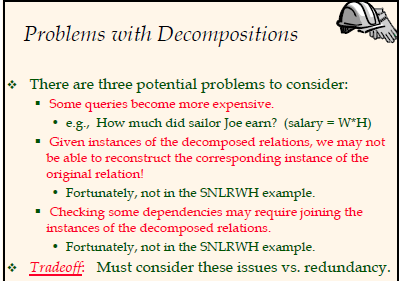 Problems with Decompositions
❖ There are three potential problems to consider:
▪ Some queries become more expensive.
• e.g., How much did sailor Joe earn? (salary = W*H)
▪ Given instances of the decomposed relations, we may not
be able to reconstruct the corresponding instance of the
original relation!
• Fortunately, not in the SNLRWH example.
▪ Checking some dependencies may require joining the
instances of the decomposed relations.
• Fortunately, not in the SNLRWH example.
❖ Tradeoff: Must consider these issues vs. redundancy.